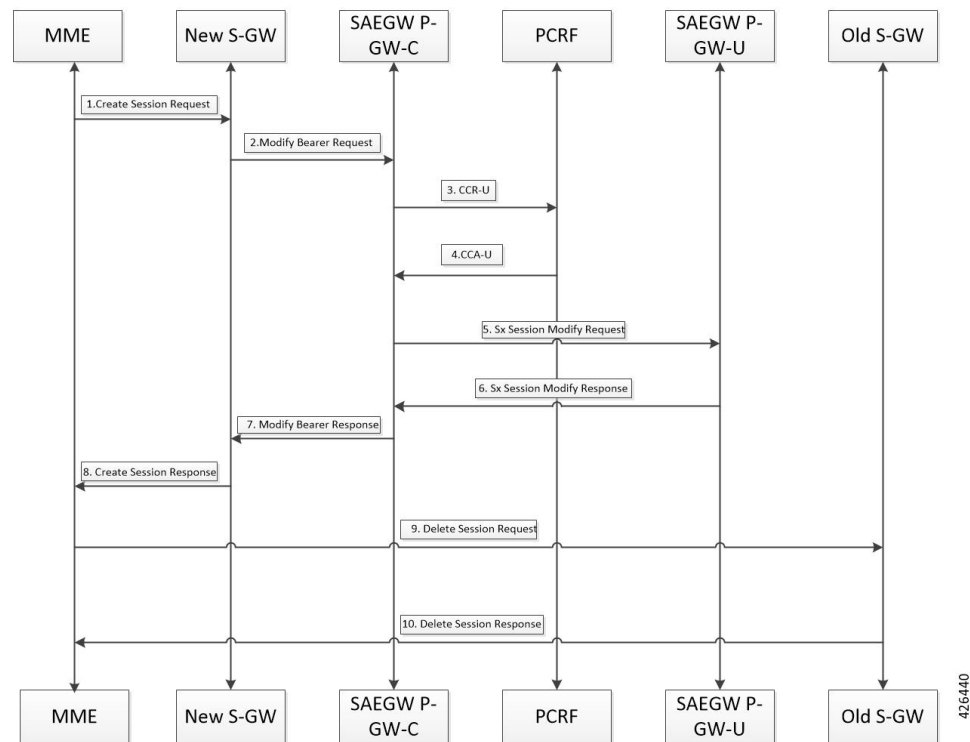 MME
New S-GW
SAEGW P-
GW-C
PCRF
SAEGW P-
GW-U
Old S-GW
1.Create Session Request
2.Modify Bearer Request
3. CCR-U
4.CCA-U
5. Sx Session Modify Request
6. Sx Session Modify Response
7. Modify Bearer Response
8. Create Session Response
9. Delete Session Request
10. Delete Session Response
MME
New S-GW
SAEGW P-
GW-C
PCRF
SAEGW P-
GW-U
Old S-GW
426440